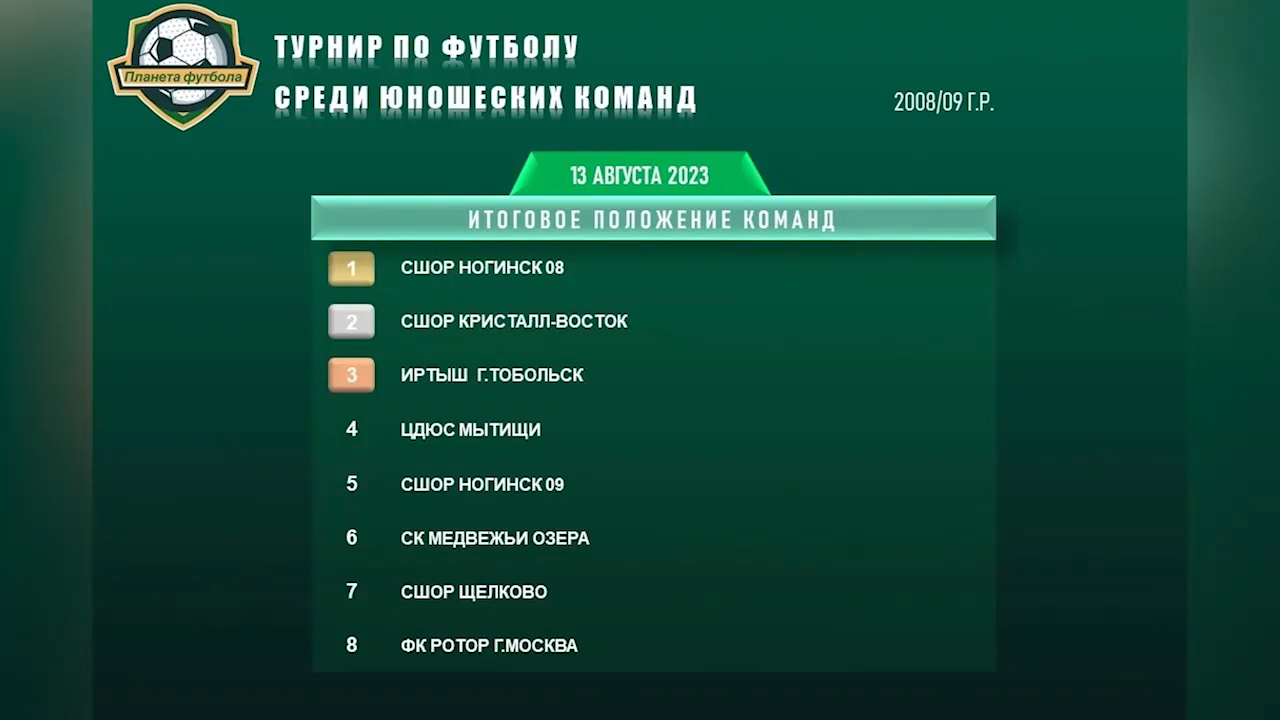 Планета футбола
ТУРНИР ПО ФУТБОЛУ
СРЕДИ ЮНОШЕСКИХ КОМАНД
2008/09 Г.Р.
13 АВГУСТА 2023
ИТОГОВОЕ ПОЛОЖЕНИЕ КОМАНД
1 СШОР НОГИНСК 08
2 СШОР КРИСТАЛЛ-ВОСТОК
3 ИРТЫШ Г.ТОБОЛЬСК
4 ЦДЮС МЫТИЩИ
5 СШОР НОГИНСК 09
6 СК МЕДВЕЖЬИ ОЗЕРА
7 СШОР ЩЕЛКОВО
8 ФК РОТОР Г.МОСКВА